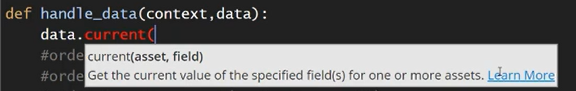 def handle_data(context,data):
data.current(
#orde
current(asset, field)
#orde
Get the current value of the specified field(s) for one or more assets. Learn More